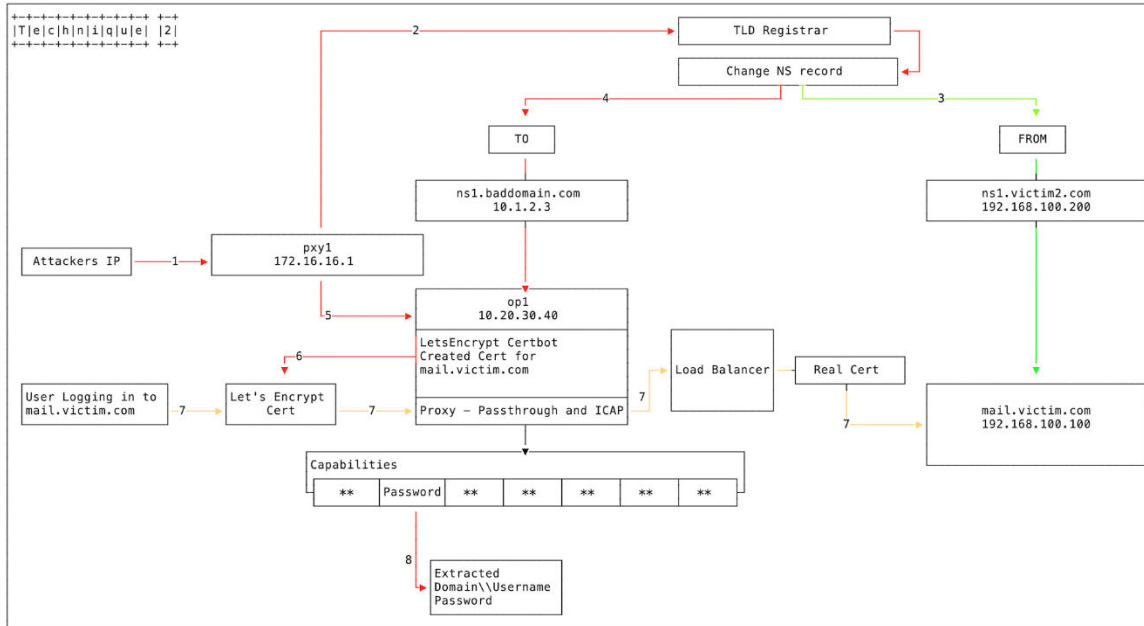 +-+-+-+-+-+-+-+-+-+ +-+
|T|e|c|h|n|i|q|u|e| |2|
+-+-+-+-+-+-+-+-+-+ +-+
2
TLD Registrar
Change NS record
4
3
TO
FROM
ns1.baddomain.com
10.1.2.3
ns1.victim2.com
192.168.100.200
Attackers IP
1
pxy1
172.16.16.1
5
op1
10.20.30.40
LetsEncrypt Certbot
Created Cert for
mail.victim.com
6
Load Balancer
Real Cert
User Logging in to
mail.victim.com
7
Let's Encrypt
Cert
7
Proxy – Passthrough and ICAP
7
7
mail.victim.com
192.168.100.100
Capabilities
** Password ** ** ** ** **
8
Extracted
Domain\\Username
Password